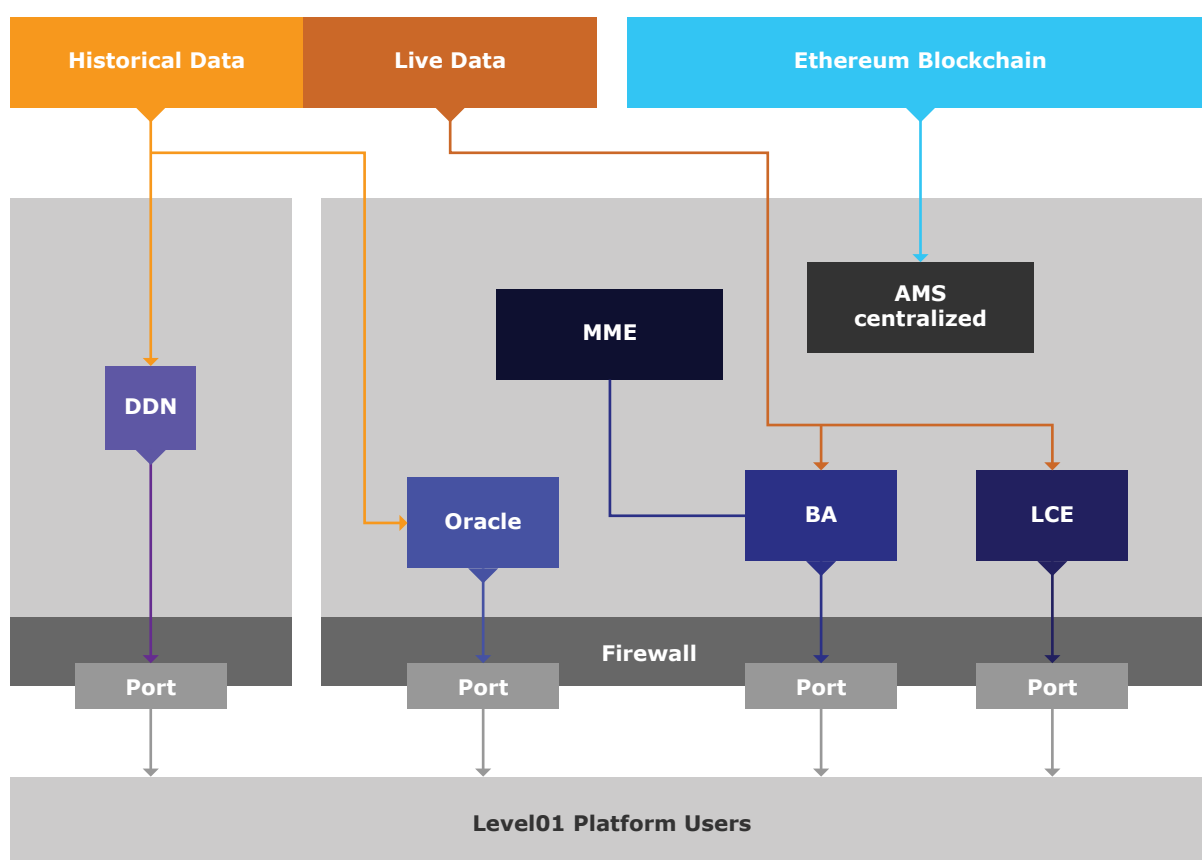 Historical Data
Live Data
Ethereum Blockchain
AMS
centralized
MME
DDN
Oracle
BA
LCE
Firewall
Port
Port
Port
Port
Level01 Platform Users